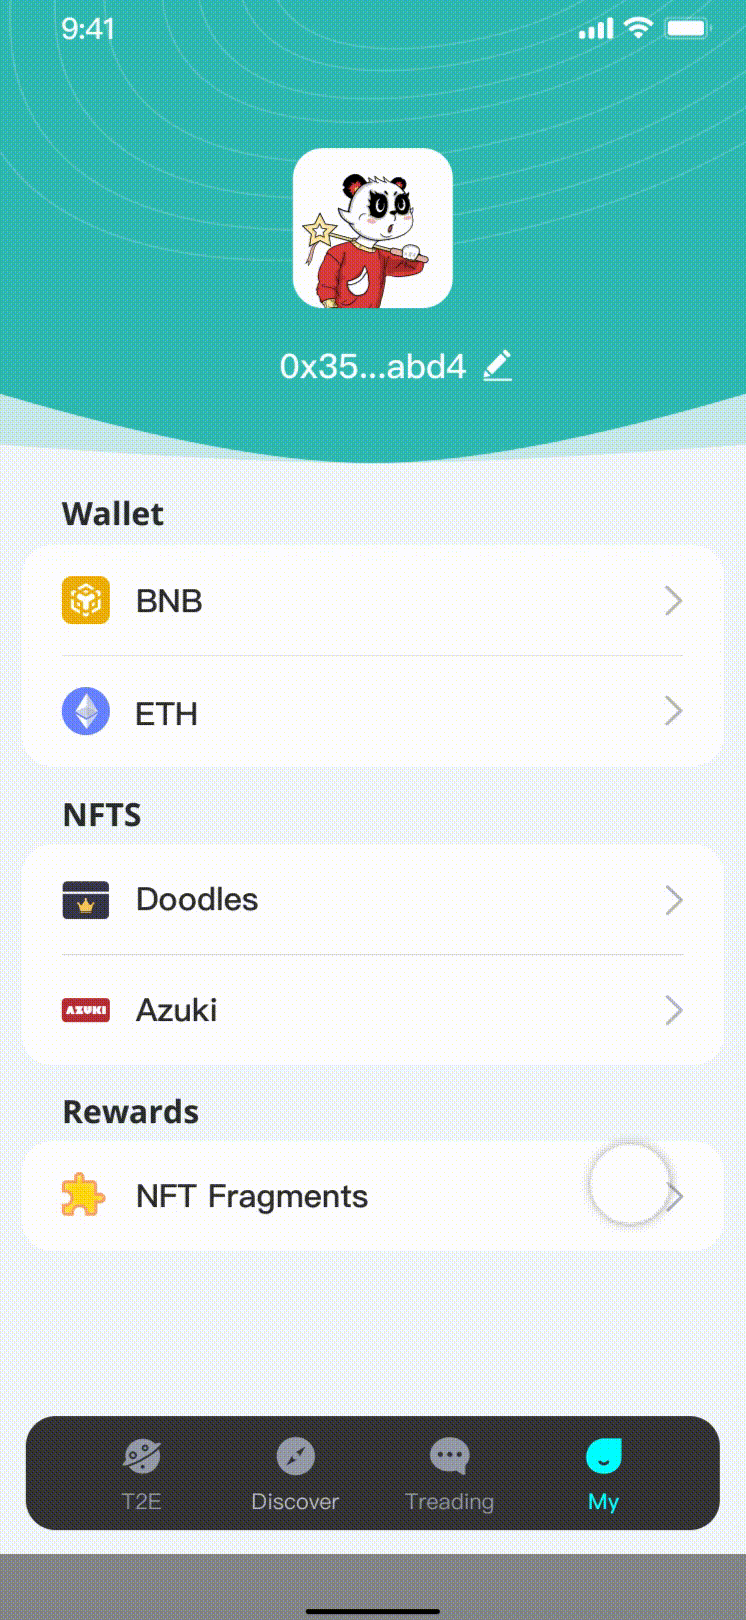 9:41
0x35...abd4
Wallet
BNB
ETH
NFTS
Doodles
AZUKI
Azuki
Rewards
NFT Fragments
T2E
Discover
Treading
My